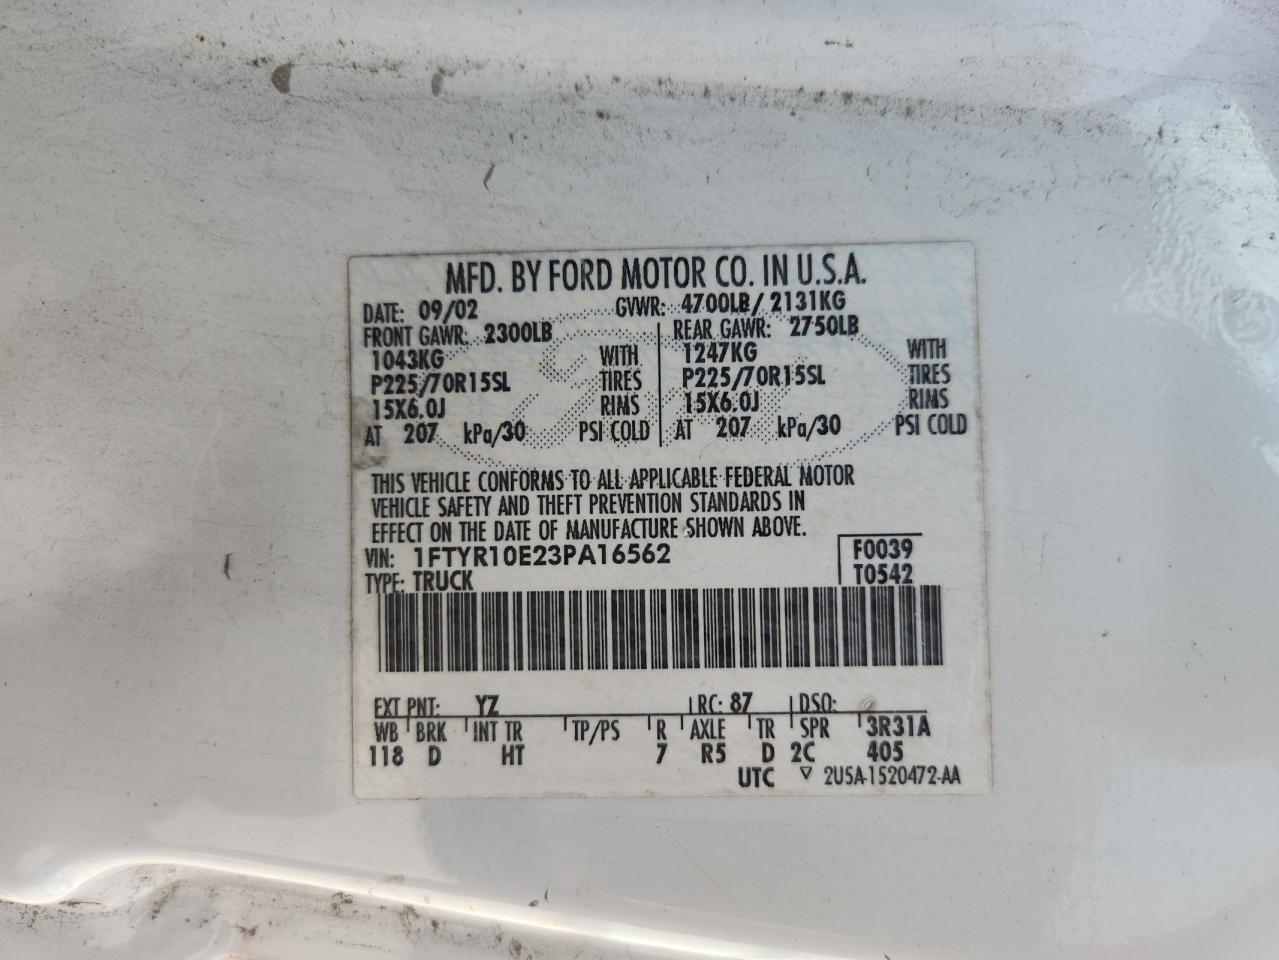 MFD. BY FORD MOTOR CO. IN U.S.A.
DATE: 09/02 GVWR: 4700LB/ 2131KG
FRONT GAWR: 2300LB REAR GAWR: 2750LB
1043KG WITH 1247KG WITH
P225/70R15SL TIRES P225/70R15SL TIRES
15X6.0J RIMS 15X6.0J RIMS
AT 207 kPa/30 PSI COLD AT 207 kPa/30 PSI COLD
THIS VEHICLE CONFORMS TO ALL APPLICABLE FEDERAL MOTOR
VEHICLE SAFETY AND THEFT PREVENTION STANDARDS IN
EFFECT ON THE DATE OF MANUFACTURE SHOWN ABOVE.
VIN: 1FTYR10E23PA16562 F0039
TYPE: TRUCK T0542
EXT PNT: YZ RC: 87 DSO:
WB BRK INT TR TP/PS R AXLE TR SPR 3R31A
118 D HT 7 R5 D 2C 405
UTC ▽ 2U5A-1520472-AA